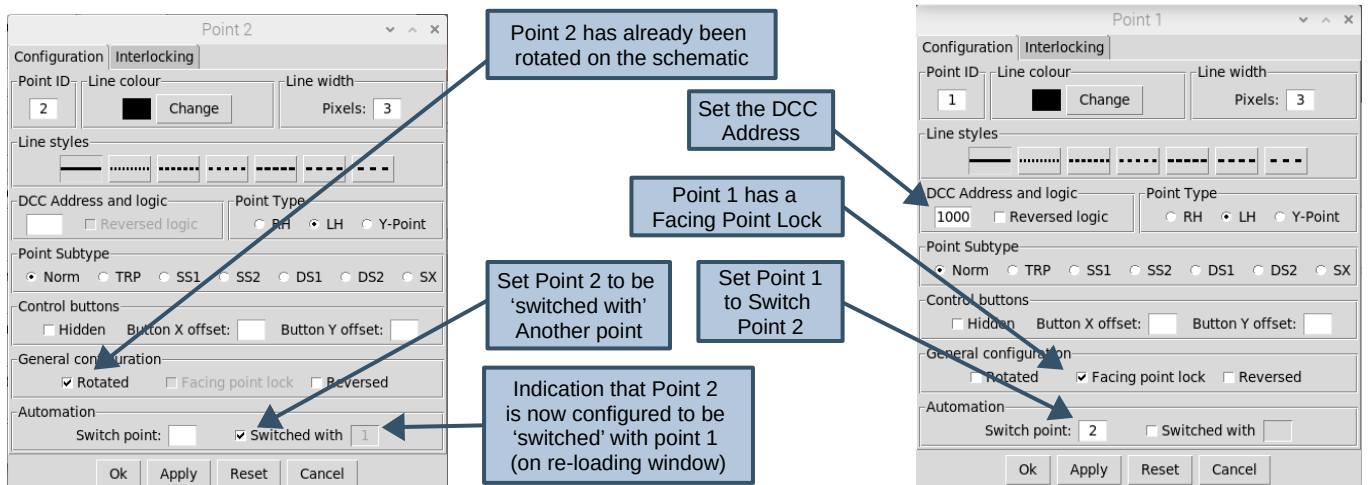 Point 2
Configuration Interlocking
Point ID Line colour Line width
2 Change Pixels: 3
Line styles
DCC Address and logic Point Type
Reversed logic RH LH Y-Point
Point Subtype
Norm TRP SS1 SS2 DS1 DS2 SX
Control buttons
Hidden Button X offset: Button Y offset:
General configuration
Rotated Facing point lock Reversed
Automation
Switch point: Switched with 1
Ok Apply Reset Cancel
Point 2 has already been
rotated on the schematic
Set the DCC
Address
Point 1 has a
Facing Point Lock
Set Point 2 to be
‘switched with’
Another point
Set Point 1
to Switch
Point 2
Indication that Point 2
is now configured to be
‘switched’ with point 1
(on re-loading window)
Point 1
Configuration Interlocking
Point ID Line colour Line width
1 Change Pixels: 3
Line styles
DCC Address and logic Point Type
1000 Reversed logic RH LH Y-Point
Point Subtype
Norm TRP SS1 SS2 DS1 DS2 SX
Control buttons
Hidden Button X offset: Button Y offset:
General configuration
Rotated Facing point lock Reversed
Automation
Switch point: 2 Switched with
Ok Apply Reset Cancel